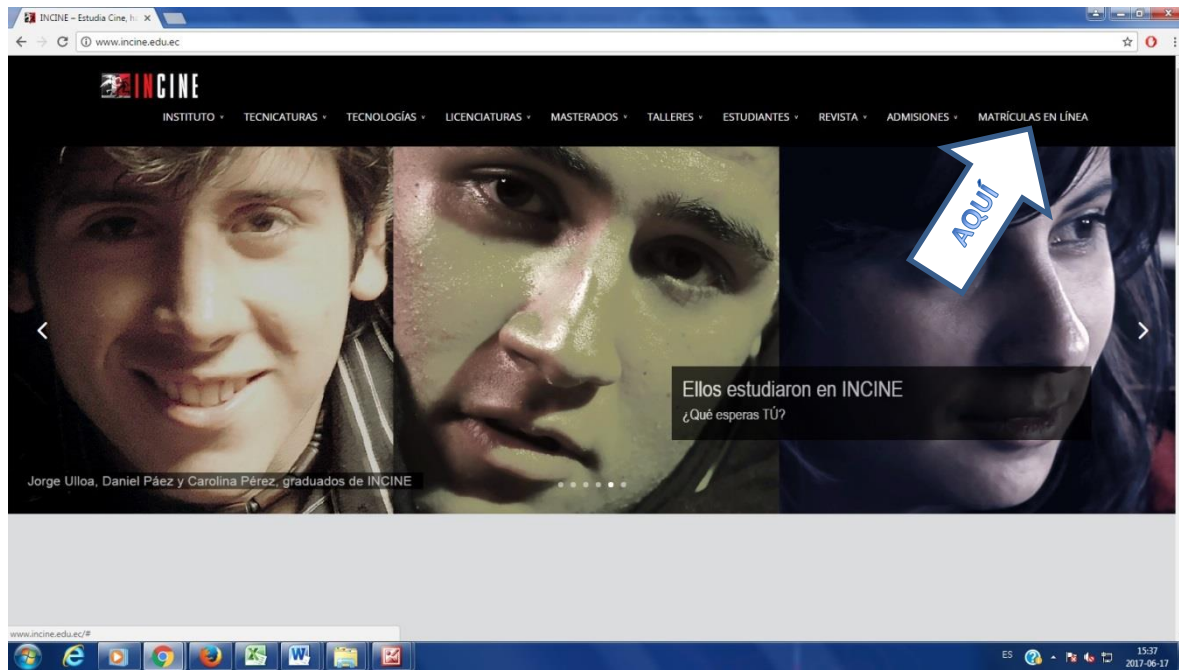 INCINE – Estudia Cine, h
www.incine.edu.ec
INCINE
INSTITUTO TECNICATURAS TECNOLOGÍAS LICENCIATURAS MASTERADOS TALLERES ESTUDIANTES REVISTA ADMISIONES MATRÍCULAS EN LÍNEA
AQUÍ
Ellos estudiaron en INCINE
¿Qué esperas TÚ?
Jorge Ulloa, Daniel Páez y Carolina Pérez, graduados de INCINE
www.incine.edu.ec/#
ES
15:37
2017-06-17